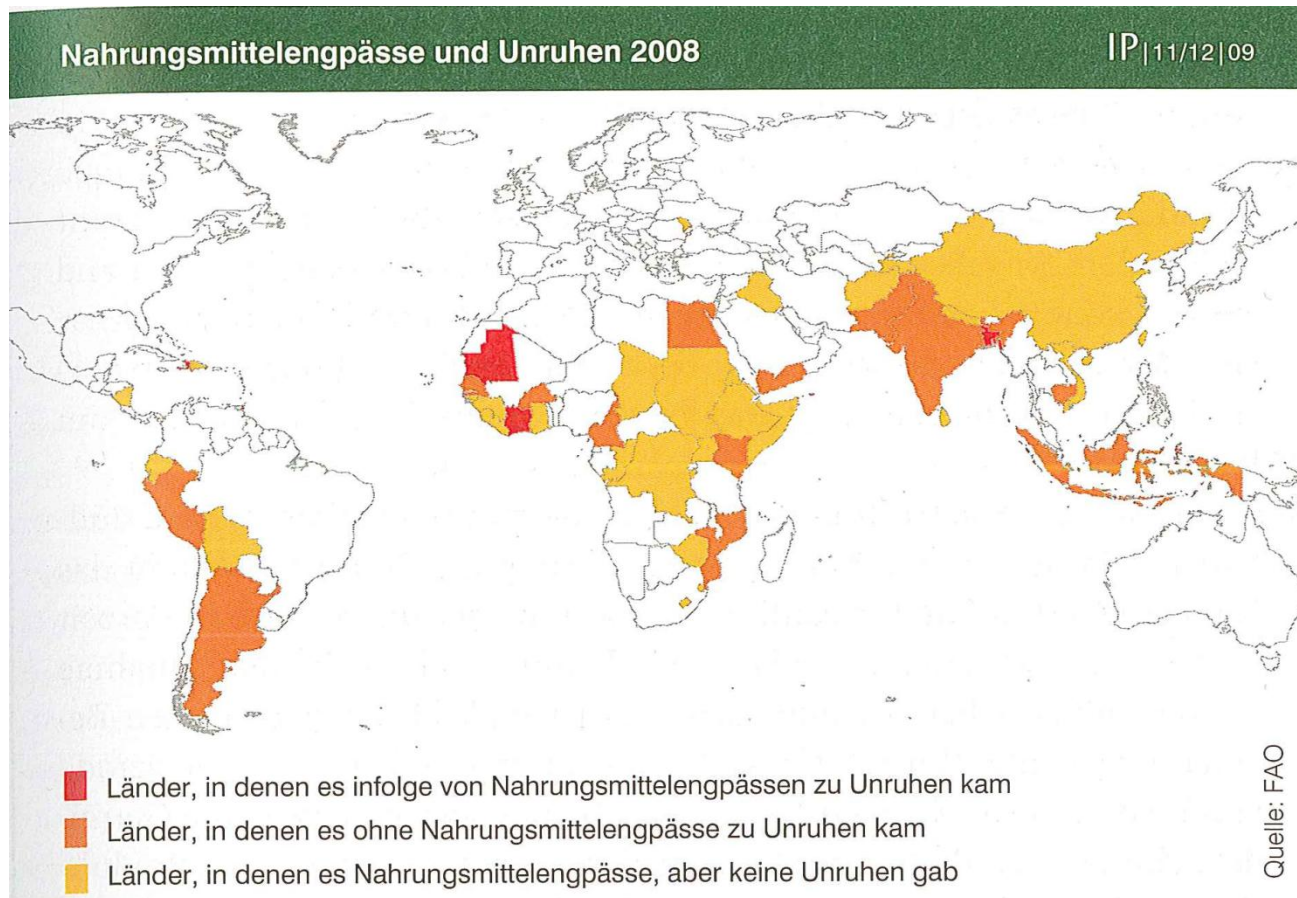 Nahrungsmittelengpässe und Unruhen 2008
IP|11/12|09
Länder, in denen es infolge von Nahrungsmittelengpässen zu Unruhen kam
Länder, in denen es ohne Nahrungsmittelengpässe zu Unruhen kam
Länder, in denen es Nahrungsmittelengpässe, aber keine Unruhen gab
Quelle: FAO